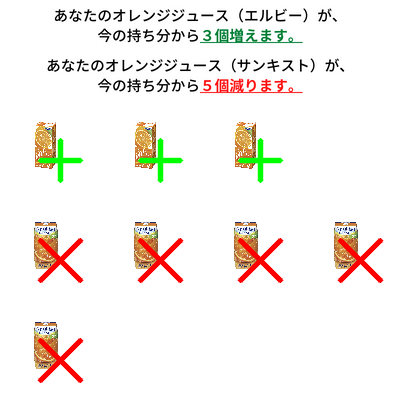 あなたのオレンジジュース（エルビー）が、
今の持ち分から３個増えます。
あなたのオレンジジュース（サンキスト）が、
今の持ち分から５個減ります。